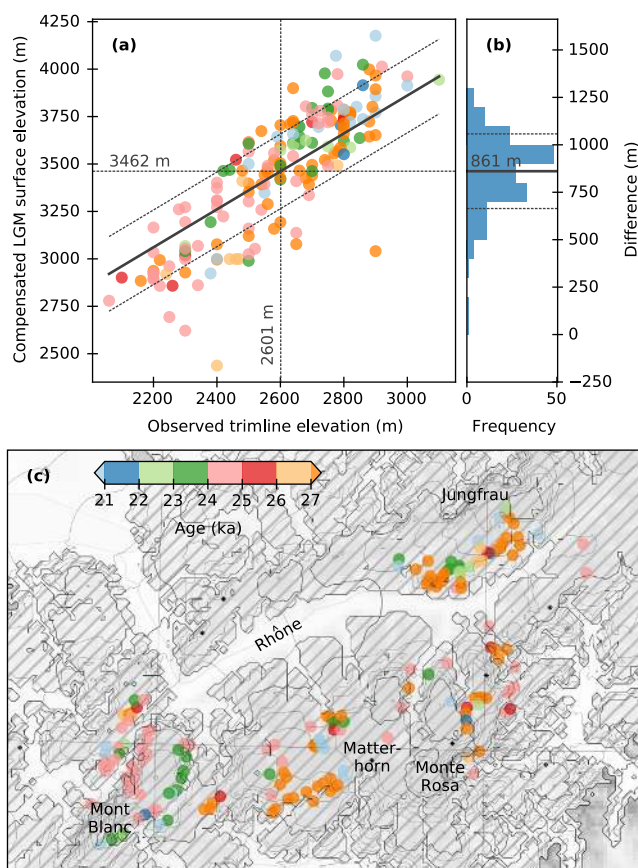 (a)
(b)
Compensated LGM surface elevation (m)
4250
4000
3750
3500
3250
3000
2750
2500
3462 m
2601 m
2200
2400
2600
2800
3000
Observed trimline elevation (m)
861 m
1500
1250
1000
750
500
250
0
−250
Difference (m)
0
50
Frequency
(c)
21
22
23
24
25
26
27
Age (ka)
Jungfrau
Rhône
Matter-
horn
Monte
Rosa
Mont
Blanc